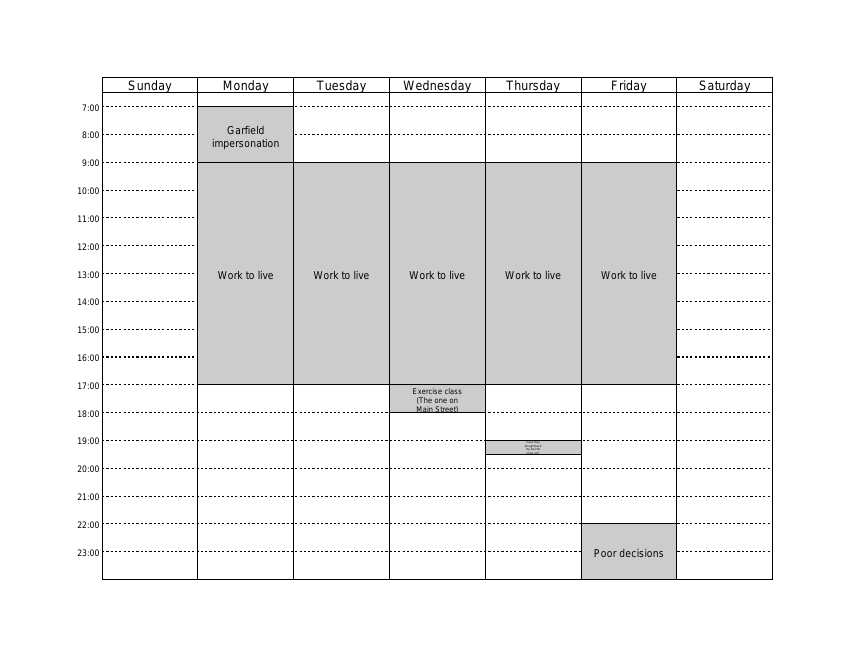 Sunday Monday Tuesday Wednesday Thursday Friday Saturday
7:00
Garfield
8:00
impersonation
9:00
10:00
11:00
12:00
13:00 Work to live Work to live Work to live Work to live Work to live
14:00
15:00
16:00
17:00
Exercise class
(The one on
Main Street)
18:00
19:00
20:00
21:00
22:00
23:00 Poor decisions